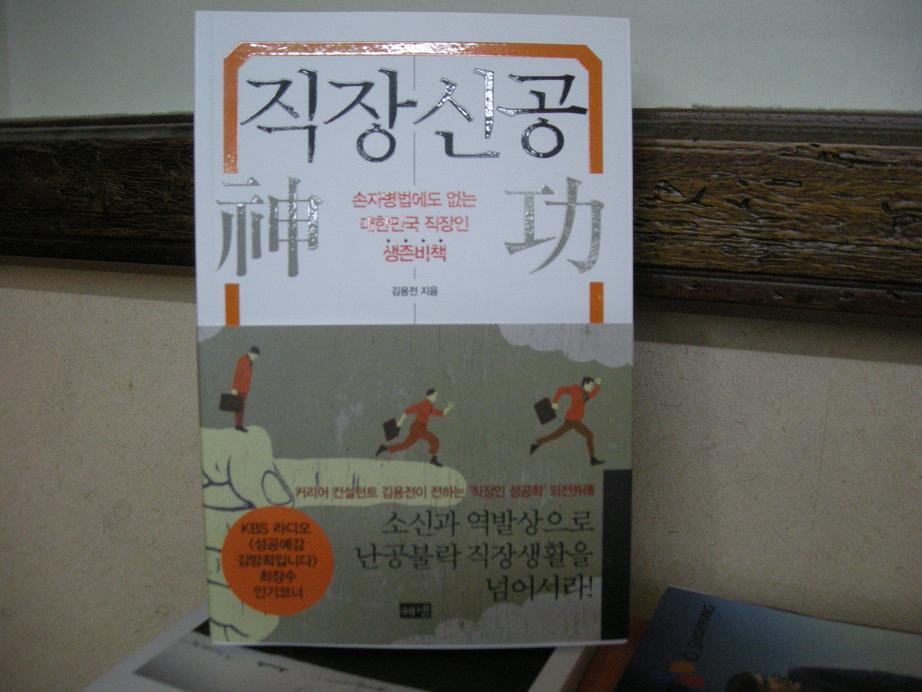 직장신공
神 功
손자병법에도 없는
대한민국 직장인
생존비책
김용전 지음
커리어 컨설턴트 김용전이 전하는 '직장인 성공학' 외전外傳
소신과 역발상으로
난공불락 직장생활을
넘어서라!
KBS 라디오
〈성공예감
김방희입니다〉
최장수
인기코너
해냄